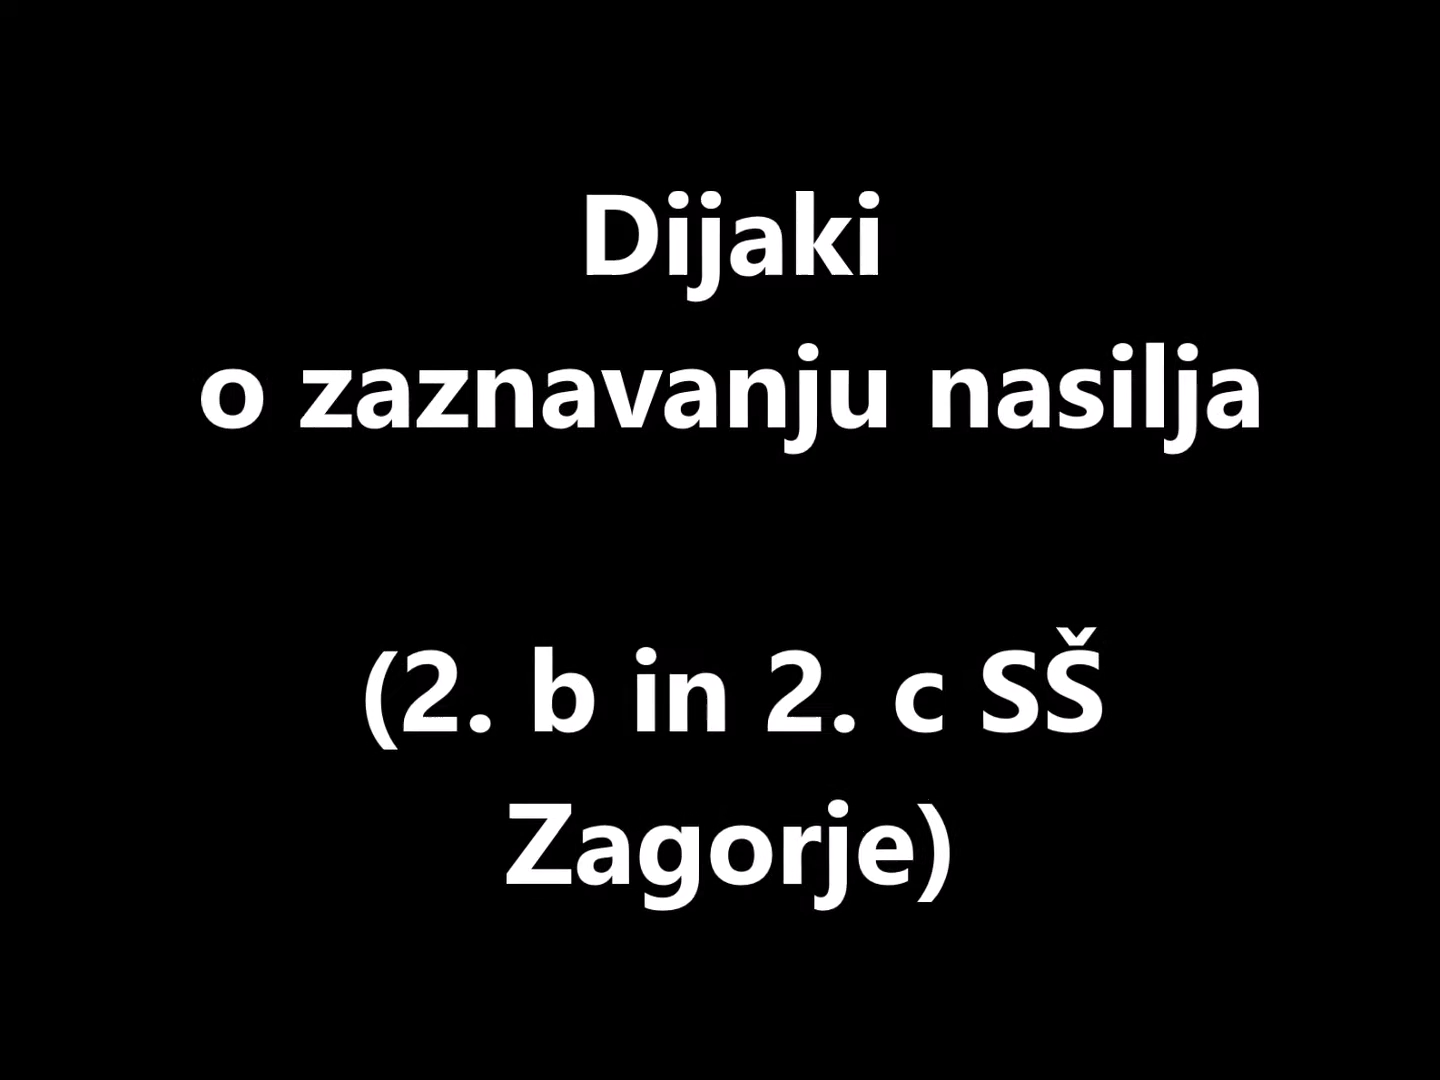 Dijaki
o zaznavanju nasilja
(2. b in 2. c SŠ
Zagorje)